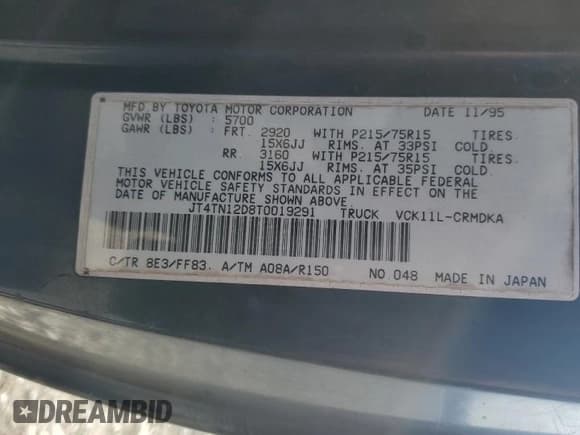 MFD BY TOYOTA MOTOR CORPORATION DATE 11/95
GVWR (LBS) : 5700
GAWR (LBS) : FRT. 2920 WITH P215/75R15 TIRES
15X6JJ RIMS. AT 33PSI COLD.
RR. 3160 WITH P215/75R15 TIRES
15X6JJ RIMS. AT 35PSI COLD.
THIS VEHICLE CONFORMS TO ALL APPLICABLE FEDERAL
MOTOR VEHICLE SAFETY STANDARDS IN EFFECT ON THE
DATE OF MANUFACTURE SHOWN ABOVE.
JT4TN12D8T0019291 TRUCK VCK11L-CRMDKA
C/TR 8E3/FF83. A/TM A08A/R150 NO.048 MADE IN JAPAN
DREAMBID